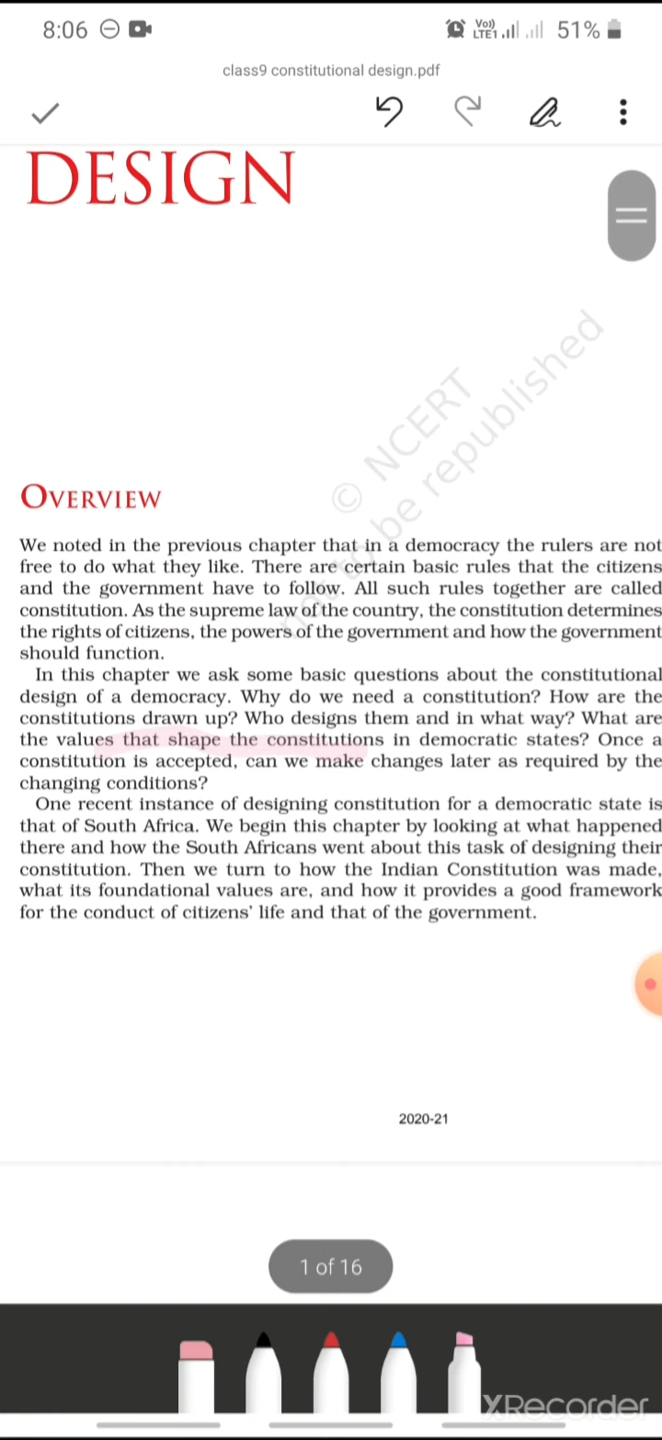 8:06
Vo))
LTE1
51%
class9 constitutional design.pdf
DESIGN
© NCERT
not to be republished
OVERVIEW
We noted in the previous chapter that in a democracy the rulers are not
free to do what they like. There are certain basic rules that the citizens
and the government have to follow. All such rules together are called
constitution. As the supreme law of the country, the constitution determines
the rights of citizens, the powers of the government and how the government
should function.
In this chapter we ask some basic questions about the constitutional
design of a democracy. Why do we need a constitution? How are the
constitutions drawn up? Who designs them and in what way? What are
the values that shape the constitutions in democratic states? Once a
constitution is accepted, can we make changes later as required by the
changing conditions?
One recent instance of designing constitution for a democratic state is
that of South Africa. We begin this chapter by looking at what happened
there and how the South Africans went about this task of designing their
constitution. Then we turn to how the Indian Constitution was made,
what its foundational values are, and how it provides a good framework
for the conduct of citizens' life and that of the government.
2020-21
1 of 16
XRecorder